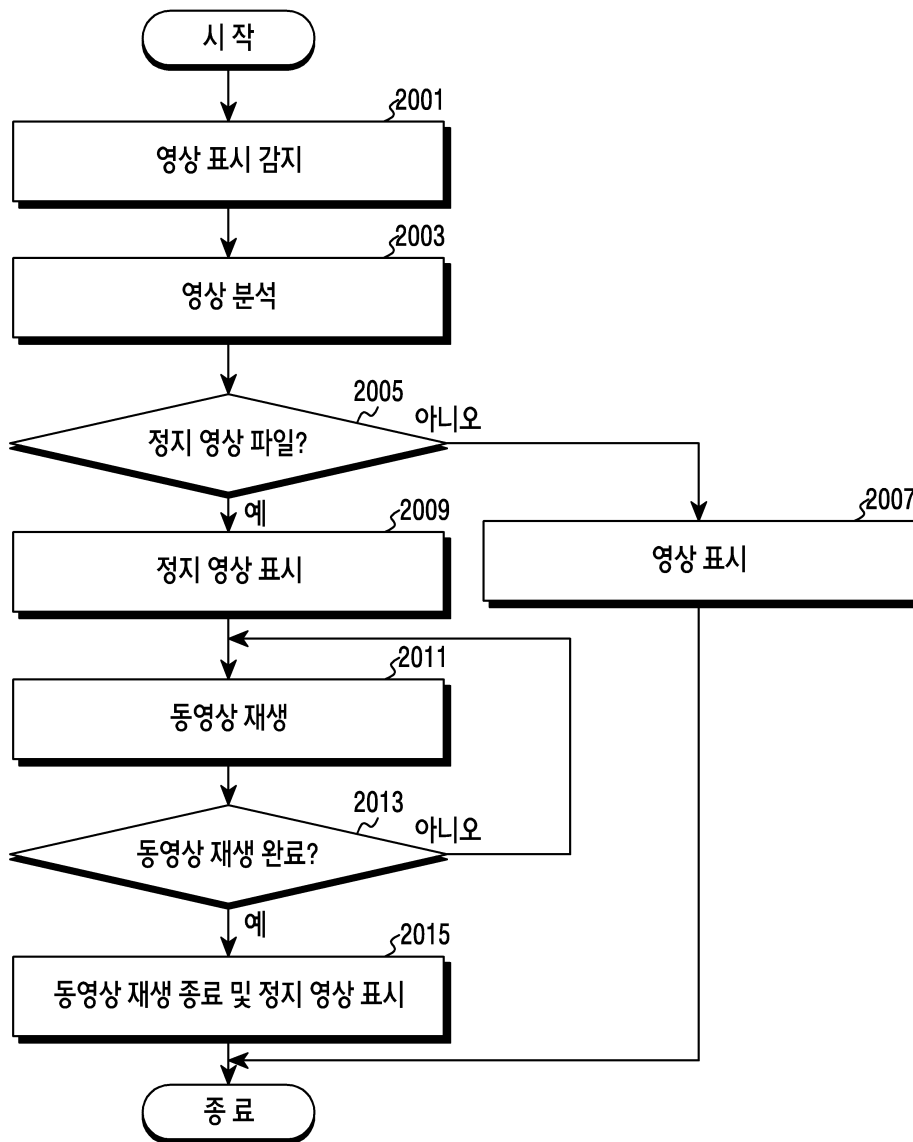 시 작
2001
영상 표시 감지
2003
영상 분석
2005
정지 영상 파일?
아니오
예
2009
정지 영상 표시
2007
영상 표시
2011
동영상 재생
2013
동영상 재생 완료?
아니오
예
2015
동영상 재생 종료 및 정지 영상 표시
종 료